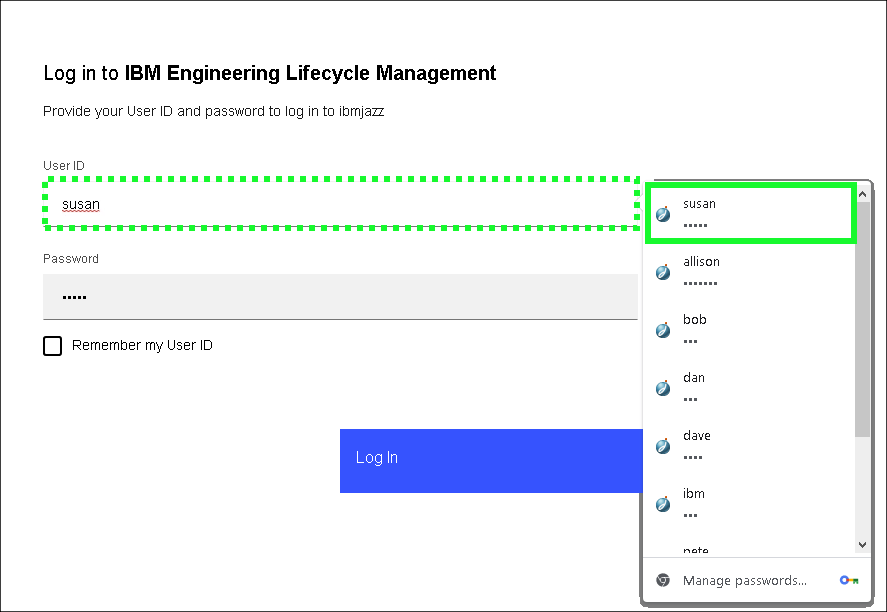 Log in to IBM Engineering Lifecycle Management
Provide your User ID and password to log in to ibmjazz
User ID
susan
Password
•••••
Remember my User ID
Log In
susan
•••••
allison
•••••••
bob
•••
dan
•••
dave
••••
ibm
•••
pete
Manage passwords...